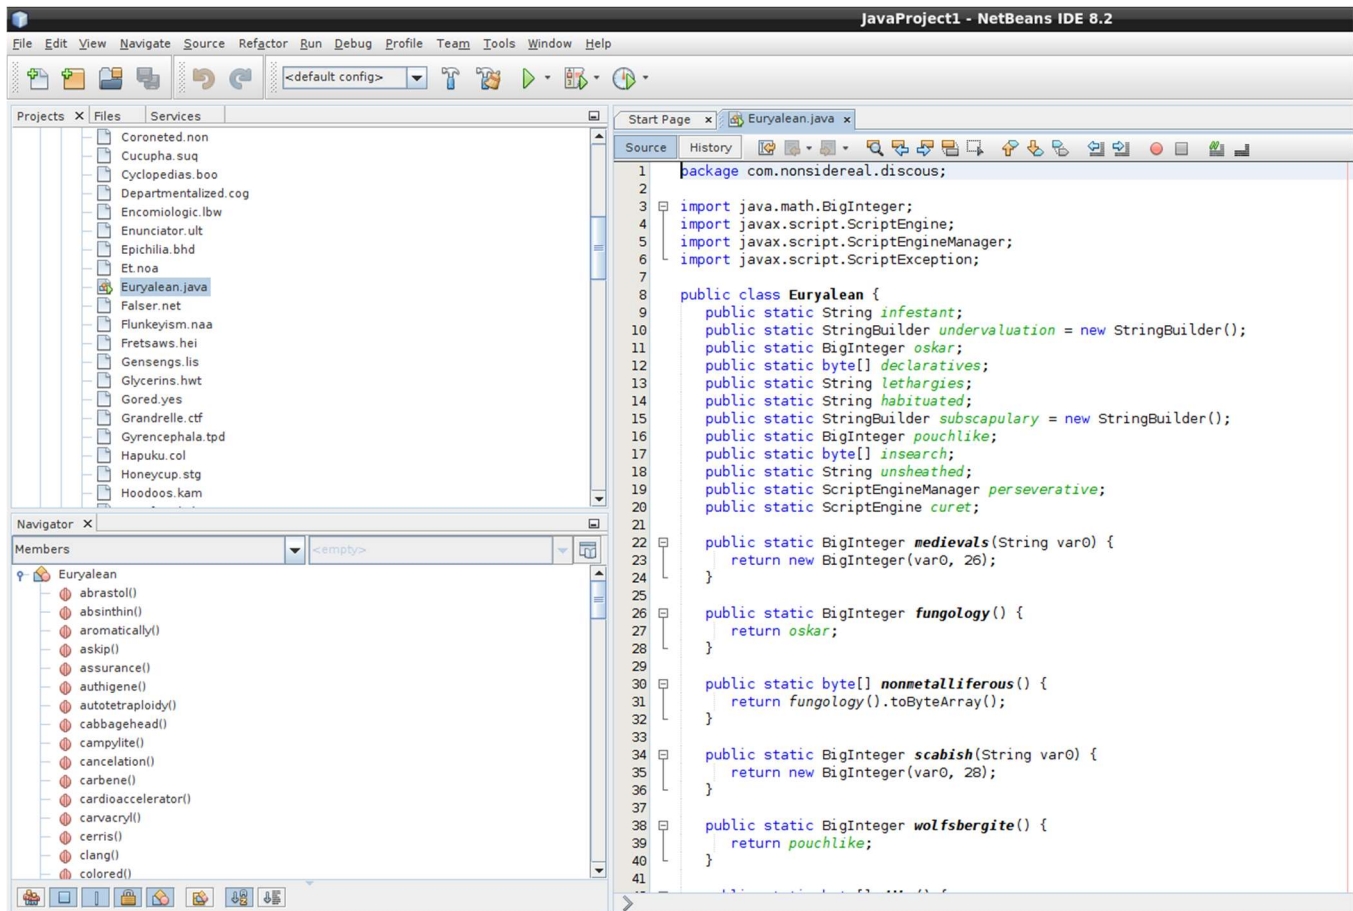 JavaProject1 - NetBeans IDE 8.2
File Edit View Navigate Source Refactor Run Debug Profile Team Tools Window Help
<default config>
Projects Files Services
Coroneted.non
Cucupha.suq
Cyclopedias.boo
Departmentalized.cog
Encomiologic.lbw
Enunciator.ult
Epichilia.bhd
Et.noa
Euryalean.java
Falser.net
Flunkeyism.naa
Fretsaws.hei
Gensengs.lis
Glycerins.hwt
Gored.yes
Grandrelle.ctf
Gyrencephala.tpd
Hapuku.col
Honeycup.stg
Hoodoos.kam
Navigator
Members <empty>
Euryalean
abrastol()
absinthin()
aromatically()
askip()
assurance()
authigene()
autotetraploidy()
cabbagehead()
campylite()
cancelation()
carbene()
cardioaccelerator()
carvacryl()
cerris()
clang()
colored()
Start Page Euryalean.java
Source History
1 package com.nonsidereal.discous;
2
3 import java.math.BigInteger;
4 import javax.script.ScriptEngine;
5 import javax.script.ScriptEngineManager;
6 import javax.script.ScriptException;
7
8 public class Euryalean {
9 public static String infestant;
10 public static StringBuilder undervaluation = new StringBuilder();
11 public static BigInteger oskar;
12 public static byte[] declaratives;
13 public static String lethargies;
14 public static String habituated;
15 public static StringBuilder subscapulary = new StringBuilder();
16 public static BigInteger pouchlike;
17 public static byte[] insearch;
18 public static String unsheathed;
19 public static ScriptEngineManager perseverative;
20 public static ScriptEngine curet;
21
22 public static BigInteger medievals(String var0) {
23 return new BigInteger(var0, 26);
24 }
25
26 public static BigInteger fungology() {
27 return oskar;
28 }
29
30 public static byte[] nonmetalliferous() {
31 return fungology().toByteArray();
32 }
33
34 public static BigInteger scabish(String var0) {
35 return new BigInteger(var0, 28);
36 }
37
38 public static BigInteger wolfsbergite() {
39 return pouchlike;
40 }
41